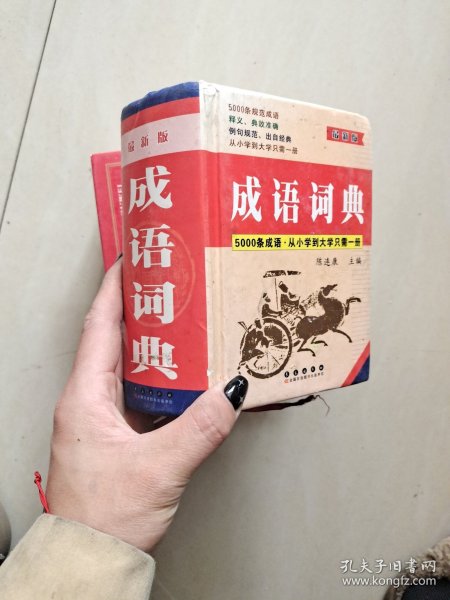 最新版
成语词典
5000条规范成语
释义、典故准确
例句规范、出自经典
从小学到大学只需一册
最新版
成语词典
5000条成语·从小学到大学只需一册
陈连康 主编
孔夫子旧书网
www.kongfz.com